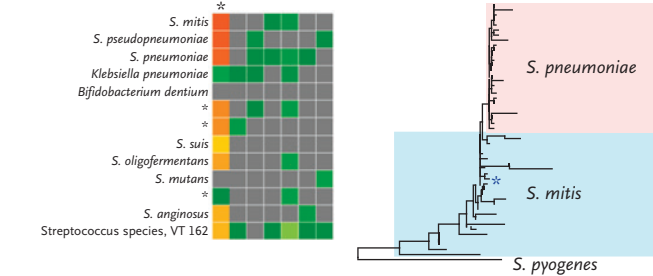 *
S. mitis
S. pseudopneumoniae
S. pneumoniae
Klebsiella pneumoniae
Bifidobacterium dentium
*
*
S. suis
S. oligofermentans
S. mutans
*
S. anginosus
Streptococcus species, VT 162
S. pneumoniae
*
S. mitis
S. pyogenes